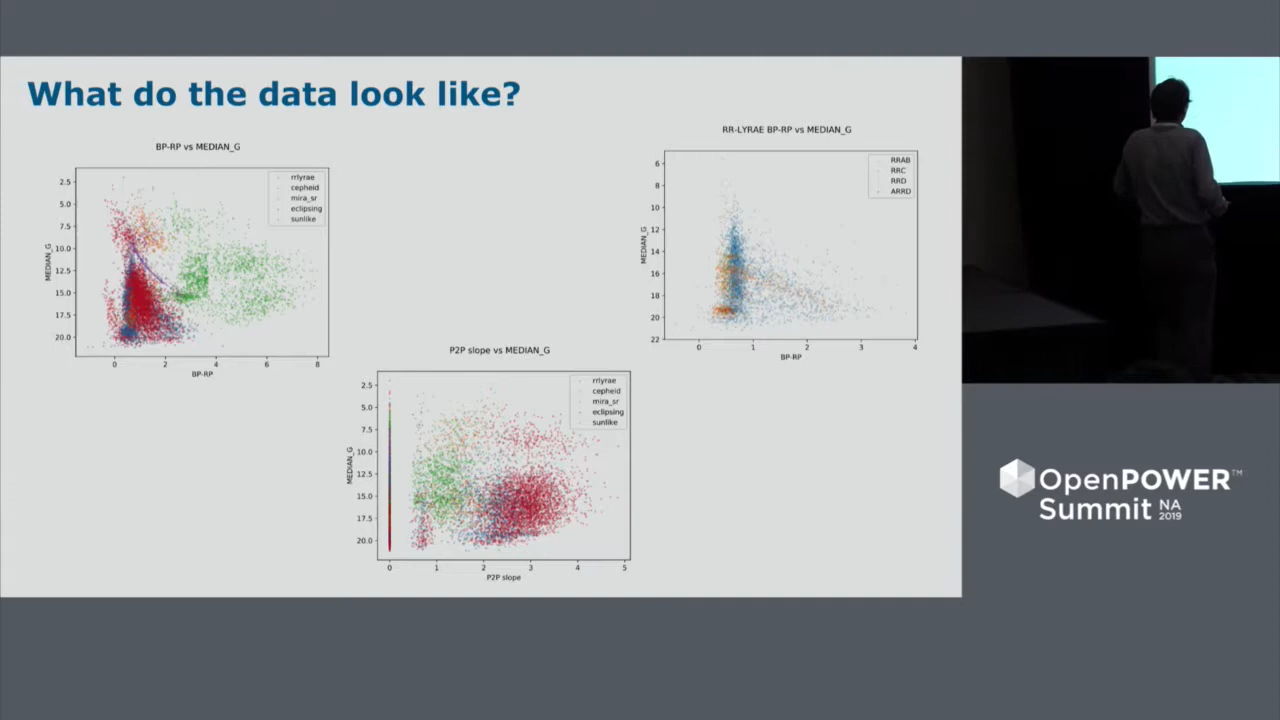 What do the data look like?
BP-RP vs MEDIAN_G
rrlyrae
cepheid
mira_sr
eclipsing
sunlike
2.5
5.0
7.5
10.0
12.5
15.0
17.5
20.0
MEDIAN_G
0 2 4 6 8
BP-RP
RR-LYRAE BP-RP vs MEDIAN_G
RRAB
RRC
RRD
ARRD
6
8
10
12
14
16
18
20
22
MEDIAN_G
0 1 2 3 4
BP-RP
P2P slope vs MEDIAN_G
rrlyrae
cepheid
mira_sr
eclipsing
sunlike
2.5
5.0
7.5
10.0
12.5
15.0
17.5
20.0
MEDIAN_G
0 1 2 3 4 5
P2P slope
OpenPOWER™
Summit NA
2019